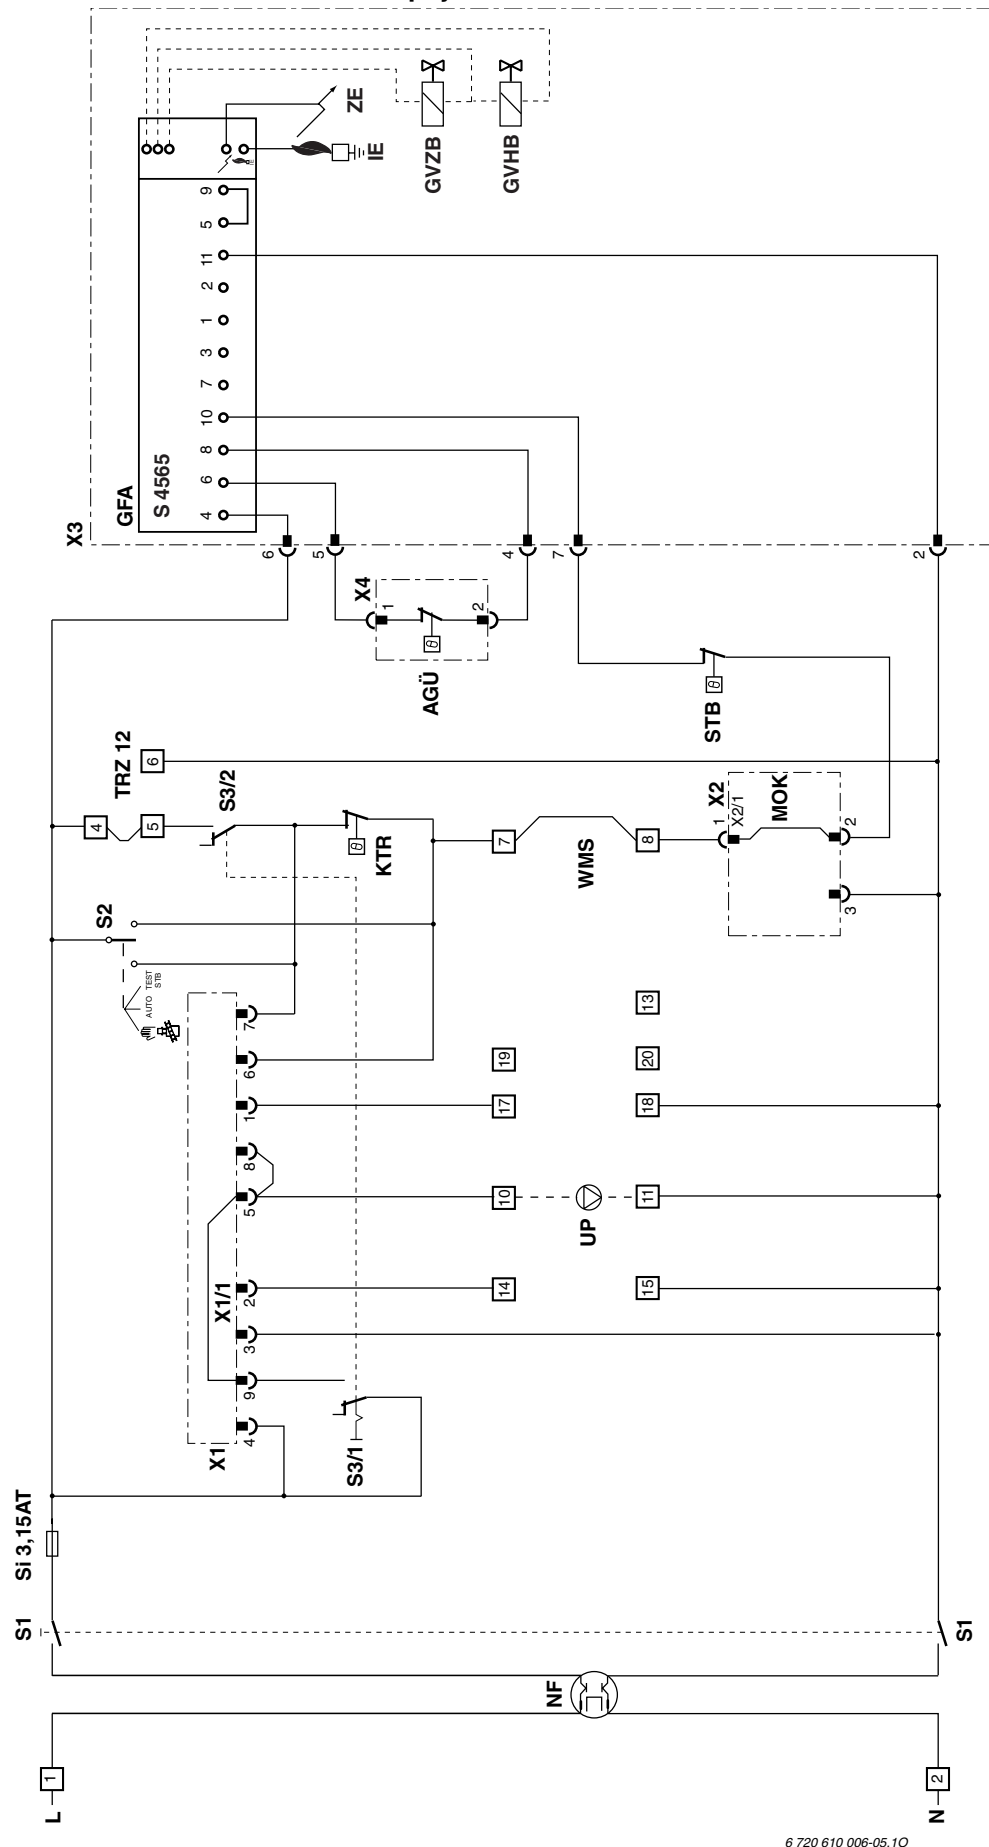 X3
GFA
S 4565
4
6
8
10
7
3
1
2
11
5
9
IE
ZE
IE
GVZB
GVHB
6
5
4
7
2
X4
1
2
θ
AGÜ
STB
θ
TRZ 12
6
4
5
S3/2
θ
KTR
S2
AUTO
TEST
STB
7
WMS
8
X2
X2/1
1
MOK
2
3
X1
X1/1
4
9
3
2
5
8
1
6
7
S3/1
14
10
17
19
UP
15
11
18
20
13
Si 3,15AT
S1
S1
NF
1
L
2
N
6 720 610 006-05.1O